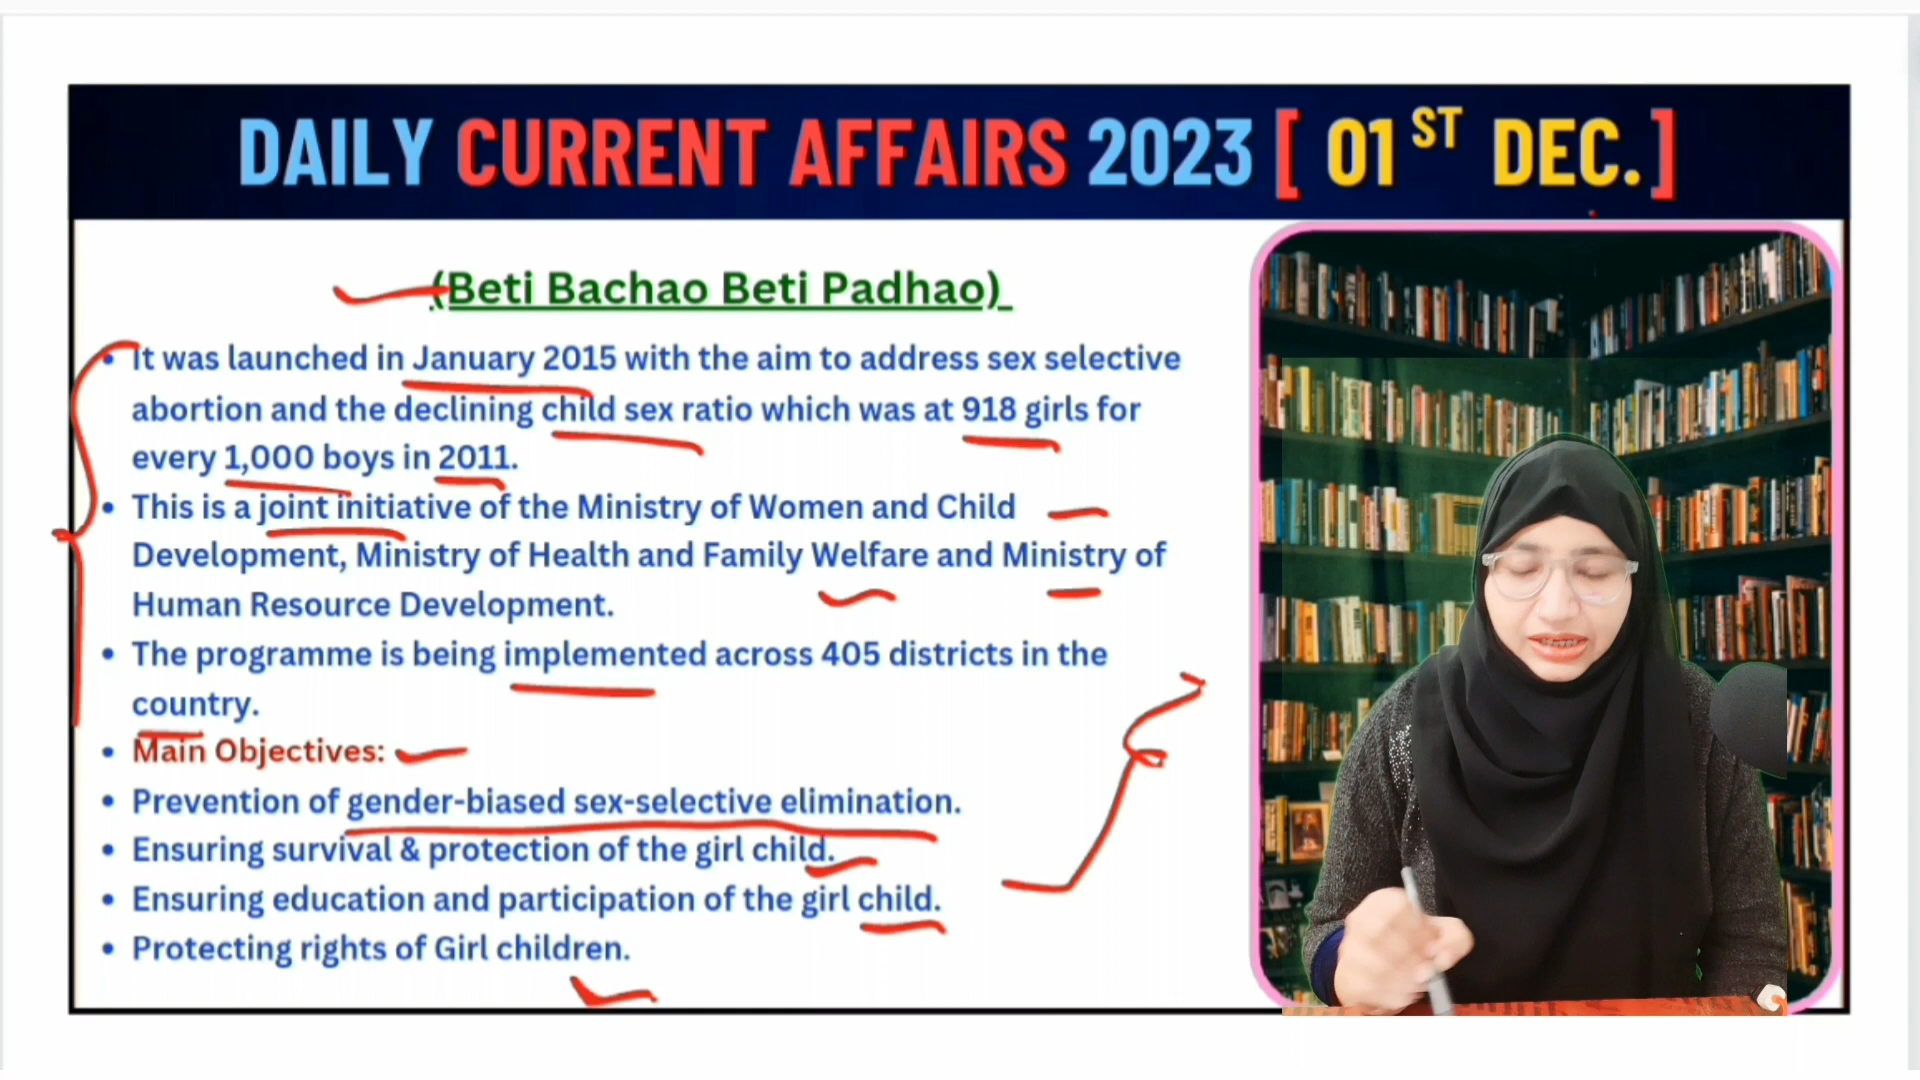 DAILY CURRENT AFFAIRS 2023 [ 01 ST DEC. ]
(Beti Bachao Beti Padhao)
• It was launched in January 2015 with the aim to address sex selective
abortion and the declining child sex ratio which was at 918 girls for
every 1,000 boys in 2011.
• This is a joint initiative of the Ministry of Women and Child
Development, Ministry of Health and Family Welfare and Ministry of
Human Resource Development.
• The programme is being implemented across 405 districts in the
country.
• Main Objectives:
• Prevention of gender-biased sex-selective elimination.
• Ensuring survival & protection of the girl child.
• Ensuring education and participation of the girl child.
• Protecting rights of Girl children.